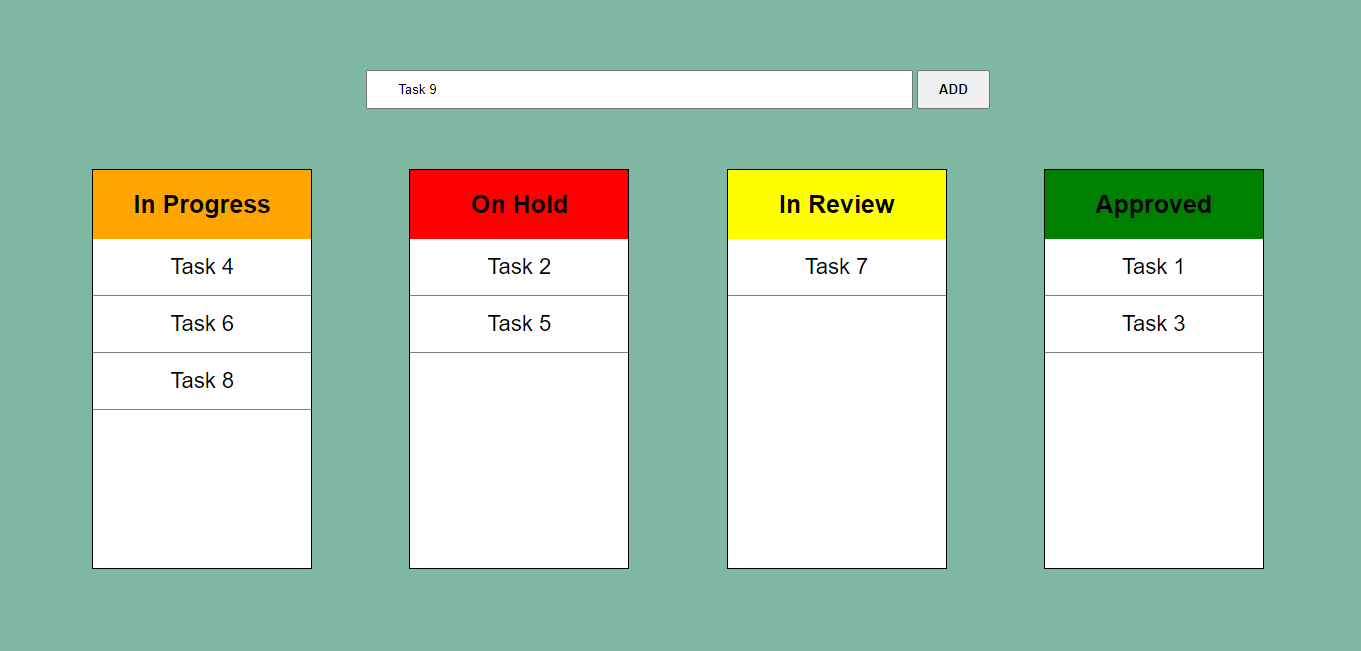 Task 9
ADD
In Progress
Task 4
Task 6
Task 8
On Hold
Task 2
Task 5
In Review
Task 7
Approved
Task 1
Task 3